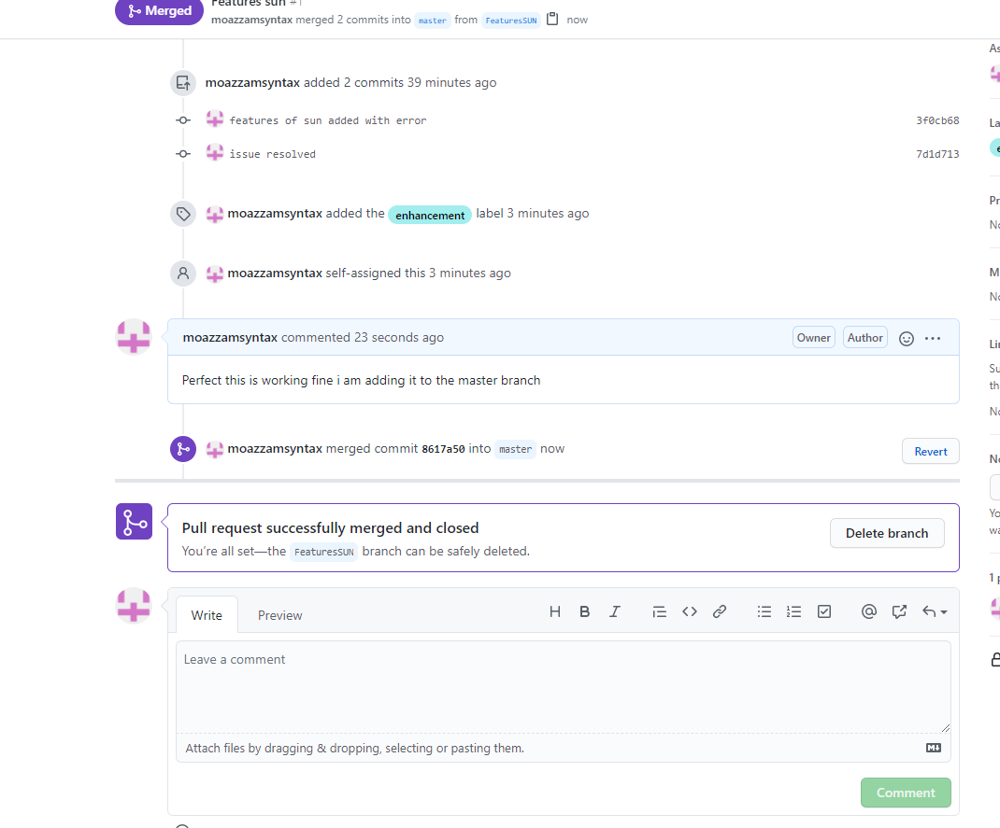 Merged
Features sun #1
moazzamsyntax merged 2 commits into master from FeaturesSUN now
moazzamsyntax added 2 commits 39 minutes ago
features of sun added with error 3f0cb68
issue resolved 7d1d713
moazzamsyntax added the enhancement label 3 minutes ago
moazzamsyntax self-assigned this 3 minutes ago
moazzamsyntax commented 23 seconds ago Owner Author
Perfect this is working fine i am adding it to the master branch
moazzamsyntax merged commit 8617a50 into master now Revert
Pull request successfully merged and closed
You're all set—the FeaturesSUN branch can be safely deleted.
Delete branch
Write Preview H B I
Leave a comment
Attach files by dragging & dropping, selecting or pasting them.
Comment
As
La
e
Pr
No
M
No
Lin
Su
th
No
No
Yo
wa
1 p